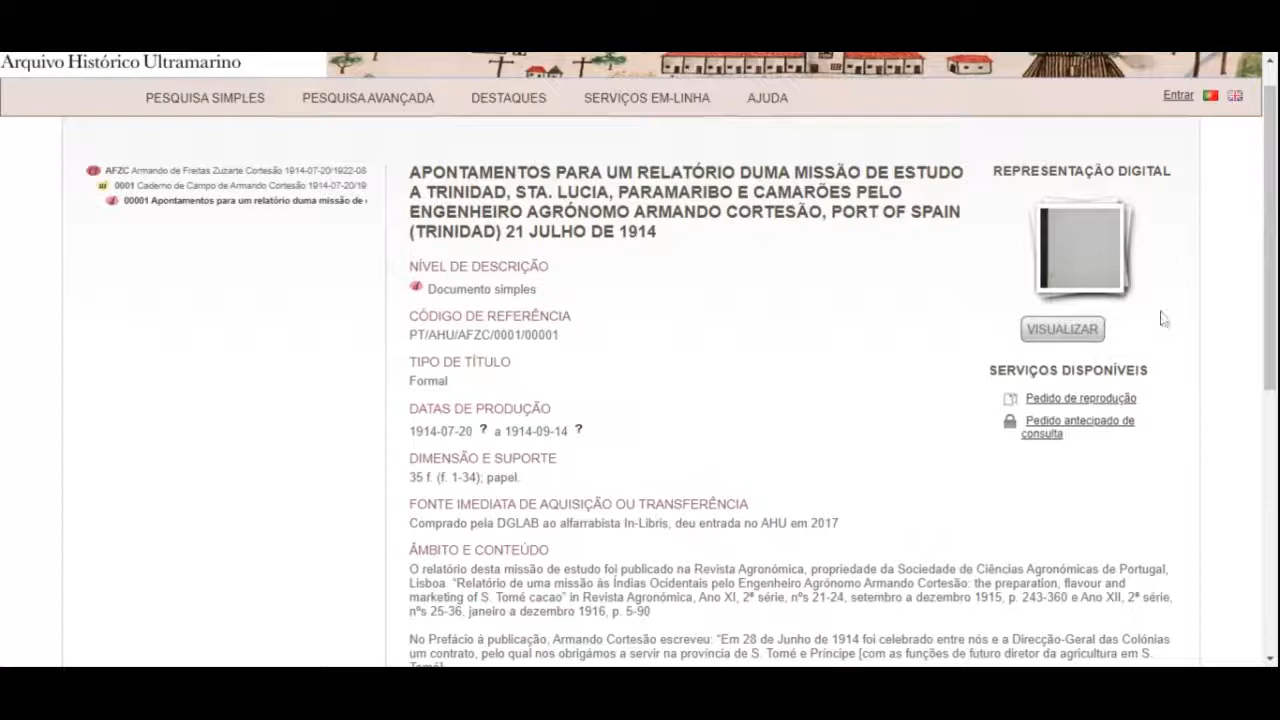 Arquivo Histórico Ultramarino
PESQUISA SIMPLES PESQUISA AVANÇADA DESTAQUES SERVIÇOS EM-LINHA AJUDA
Entrar
AFZC Armando de Freitas Zuzarte Cortesão 1914-07-20/1922-08
0001 Caderno de Campo de Armando Cortesão 1914-07-20/19
00001 Apontamentos para um relatório duma missão de
APONTAMENTOS PARA UM RELATÓRIO DUMA MISSÃO DE ESTUDO
A TRINIDAD, STA. LUCIA, PARAMARIBO E CAMARÕES PELO
ENGENHEIRO AGRÓNOMO ARMANDO CORTESÃO, PORT OF SPAIN
(TRINIDAD) 21 JULHO DE 1914
NÍVEL DE DESCRIÇÃO
Documento simples
CÓDIGO DE REFERÊNCIA
PT/AHU/AFZC/0001/00001
TIPO DE TÍTULO
Formal
DATAS DE PRODUÇÃO
1914-07-20 ? a 1914-09-14 ?
DIMENSÃO E SUPORTE
35 f. (f. 1-34); papel.
FONTE IMEDIATA DE AQUISIÇÃO OU TRANSFERÊNCIA
Comprado pela DGLAB ao alfarrabista In-Libris, deu entrada no AHU em 2017
ÂMBITO E CONTEÚDO
O relatório desta missão de estudo foi publicado na Revista Agronómica, propriedade da Sociedade de Ciências Agronómicas de Portugal,
Lisboa. “Relatório de uma missão às Índias Ocidentais pelo Engenheiro Agrónomo Armando Cortesão: the preparation, flavour and
marketing of S. Tomé cacao” in Revista Agronómica, Ano XI, 2ª série, nºs 21-24, setembro a dezembro 1915, p. 243-360 e Ano XII, 2ª série,
nºs 25-36, janeiro a dezembro 1916, p. 5-90
No Prefácio à publicação, Armando Cortesão escreveu: “Em 28 de Junho de 1914 foi celebrado entre nós e a Direcção-Geral das Colónias
um contrato, pelo qual nos obrigámos a servir na província de S. Tomé e Príncipe [com as funções de futuro diretor da agricultura em S.
Tomé]
REPRESENTAÇÃO DIGITAL
VISUALIZAR
SERVIÇOS DISPONÍVEIS
Pedido de reprodução
Pedido antecipado de
consulta